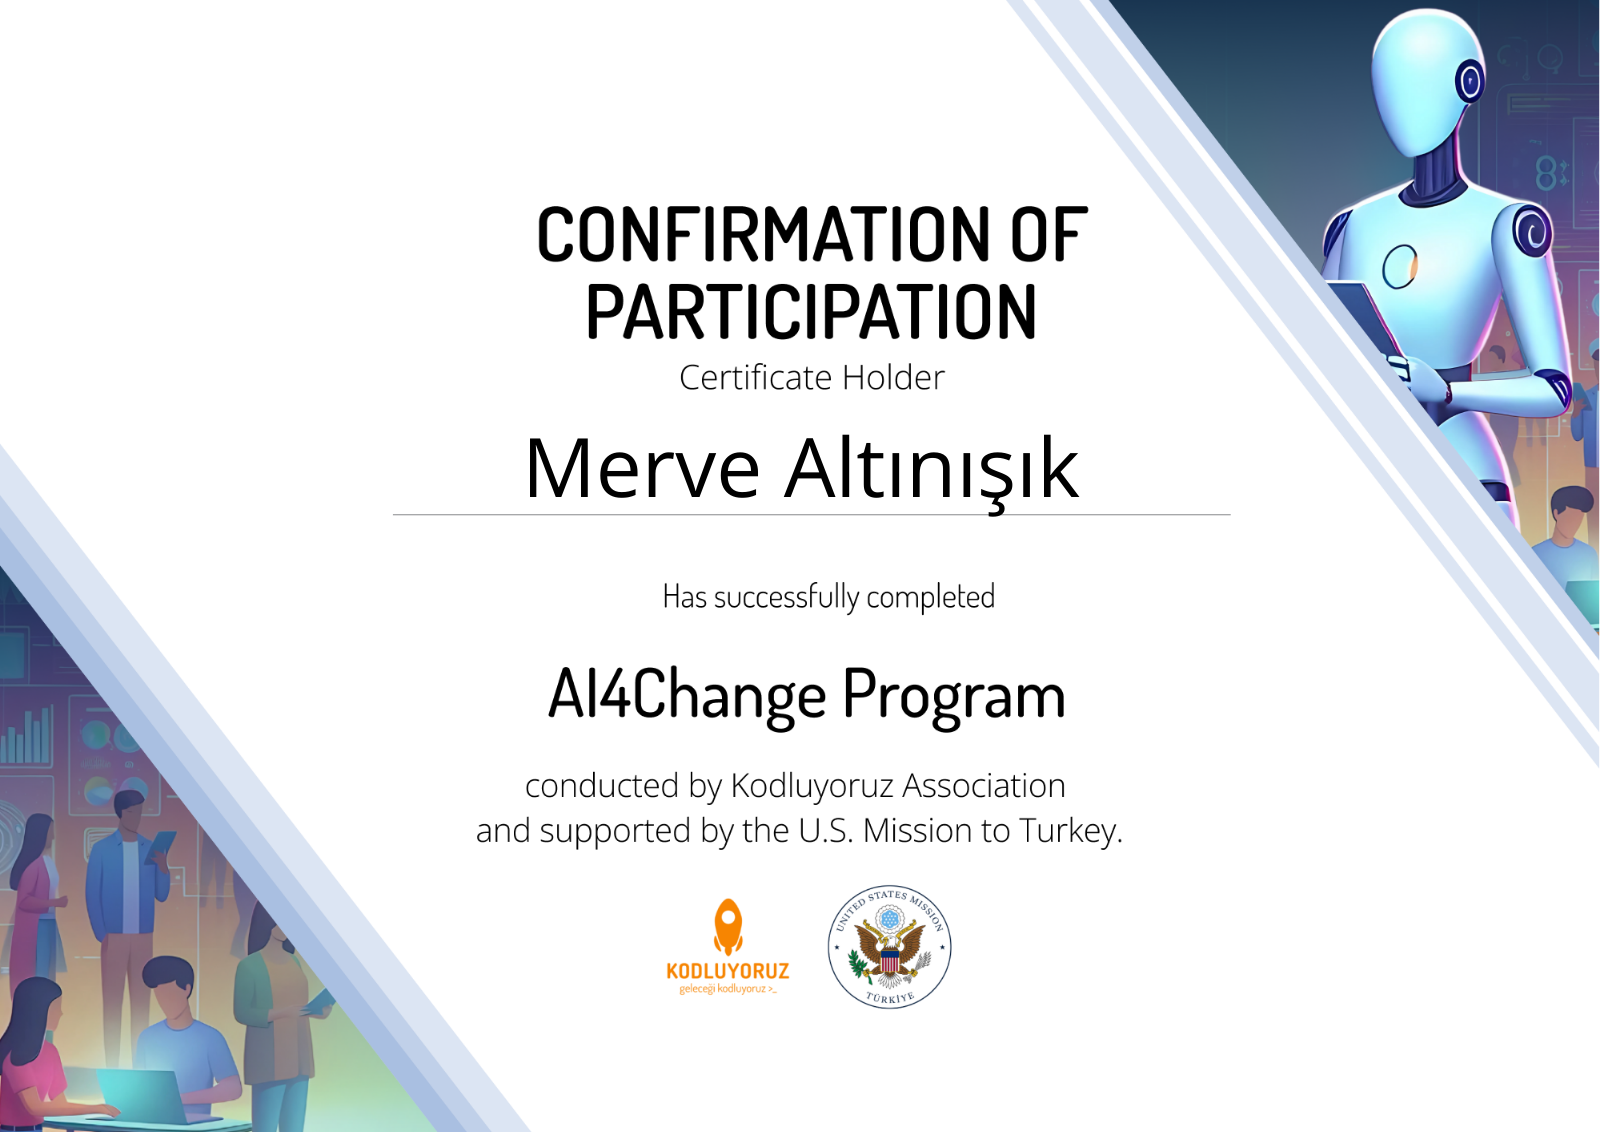 CONFIRMATION OF
PARTICIPATION
Certificate Holder
Merve Altınışık
Has successfully completed
AI4Change Program
conducted by Kodluyoruz Association
and supported by the U.S. Mission to Turkey.
KODLUYORUZ
geleceği kodluyoruz >_
UNITED STATES MISSION
TÜRKİYE